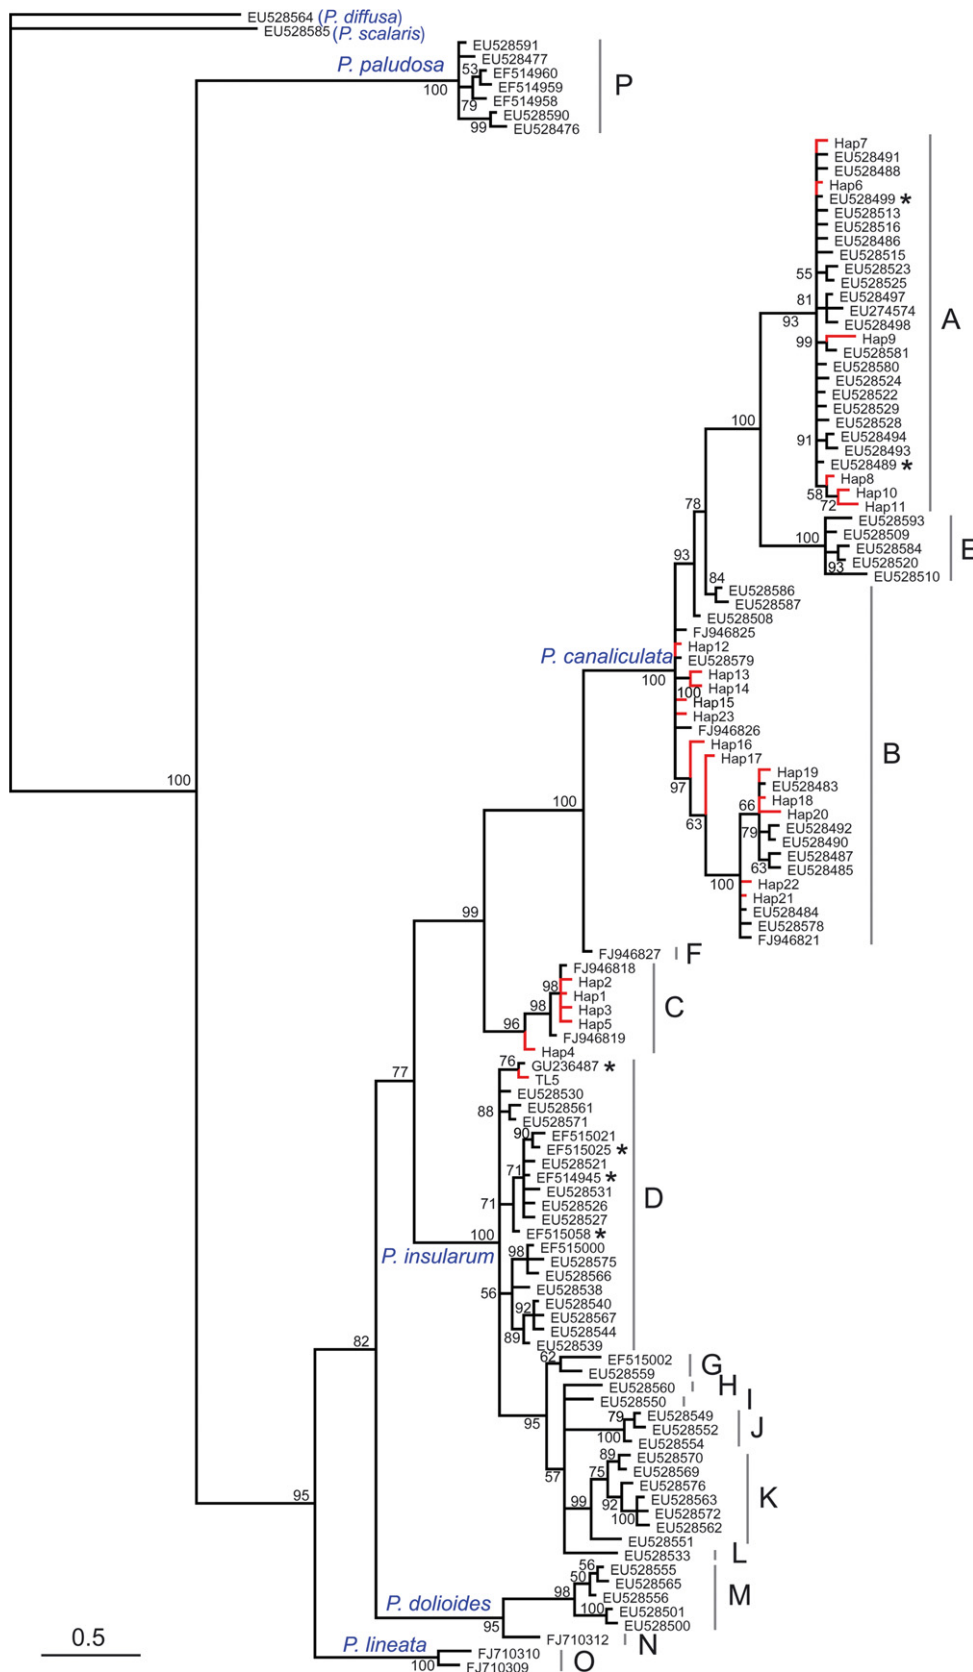 EU528564 (P. diffusa)
EU528585 (P. scalaris)
EU528591
P. paludosa
EU528477
53 EF514960
P
100
EF514959
79 EF514958
EU528590
99 EU528476
Hap7
EU528491
EU528488
Hap6
EU528499 *
EU528513
EU528516
EU528486
EU528515
55 EU528523
EU528525
81 EU528497
EU274574
93 EU528498
A
99 Hap9
EU528581
EU528580
EU528524
EU528522
EU528529
100 EU528528
91 EU528494
EU528493
EU528489 *
Hap8
58 Hap10
78 72 Hap11
EU528593
EU528509
100 EU528584
E
93 93 EU528520
EU528510
84 EU528586
EU528587
EU528508
FJ946825
Hap12
P. canaliculata EU528579
100 Hap13
100 Hap14
Hap15
Hap23
FJ946826
Hap16
B
Hap17
97 Hap19
100 EU528483
Hap18
66 Hap20
63 79 EU528492
EU528490
EU528487
63 EU528485
100 Hap22
Hap21
EU528484
99 EU528578
FJ946821
FJ946827 F
FJ946818
98 Hap2
Hap1
98 Hap3
C
96 Hap5
FJ946819
Hap4
76 GU236487 *
77 TL5
EU528530
88 EU528561
EU528571
90 EF515021
EF515025 *
71 EU528521
EF514945 *
D
EU528531
71 EU528526
EU528527
100 EF515058 *
P. insularum 98 EF515000
EU528575
EU528566
56 EU528538
EU528540
92 EU528567
EU528544
82 89 EU528539
62 EF515002 G
EU528559
EU528560 H
EU528550 I
95 79 EU528549
EU528552 J
100 EU528554
89 EU528570
57 75 EU528569
EU528576
99 92 EU528563 K
100 EU528572
EU528562
95 EU528551
EU528533 L
56 EU528555
50 EU528565
98 EU528556 M
P. dolioides 100 EU528501
EU528500
95 FJ710312 N
0.5 P. lineata FJ710310
100 FJ710309 O
100